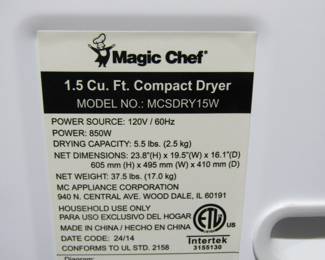 Magic Chef®
1.5 Cu. Ft. Compact Dryer
MODEL NO.: MCSDRY15W
POWER SOURCE: 120V / 60Hz
POWER: 850W
DRYING CAPACITY: 5.5 lbs. (2.5 kg)
NET DIMENSIONS: 23.8"(H) x 19.5"(W) x 16.1"(D)
605 mm (H) x 495 mm (W) x 410 mm (D)
NET WEIGHT: 37.5 lbs. (17.0 kg)
MC APPLIANCE CORPORATION
940 N. CENTRAL AVE. WOOD DALE, IL 60191
HOUSEHOLD USE ONLY
PARA USO EXCLUSIVO DEL HOGAR
MADE IN CHINA / HECHO EN CHINA
DATE CODE: 24/14
CONFORMS TO UL STD. 2158
Diagram:
ETL
Intertek
3155130